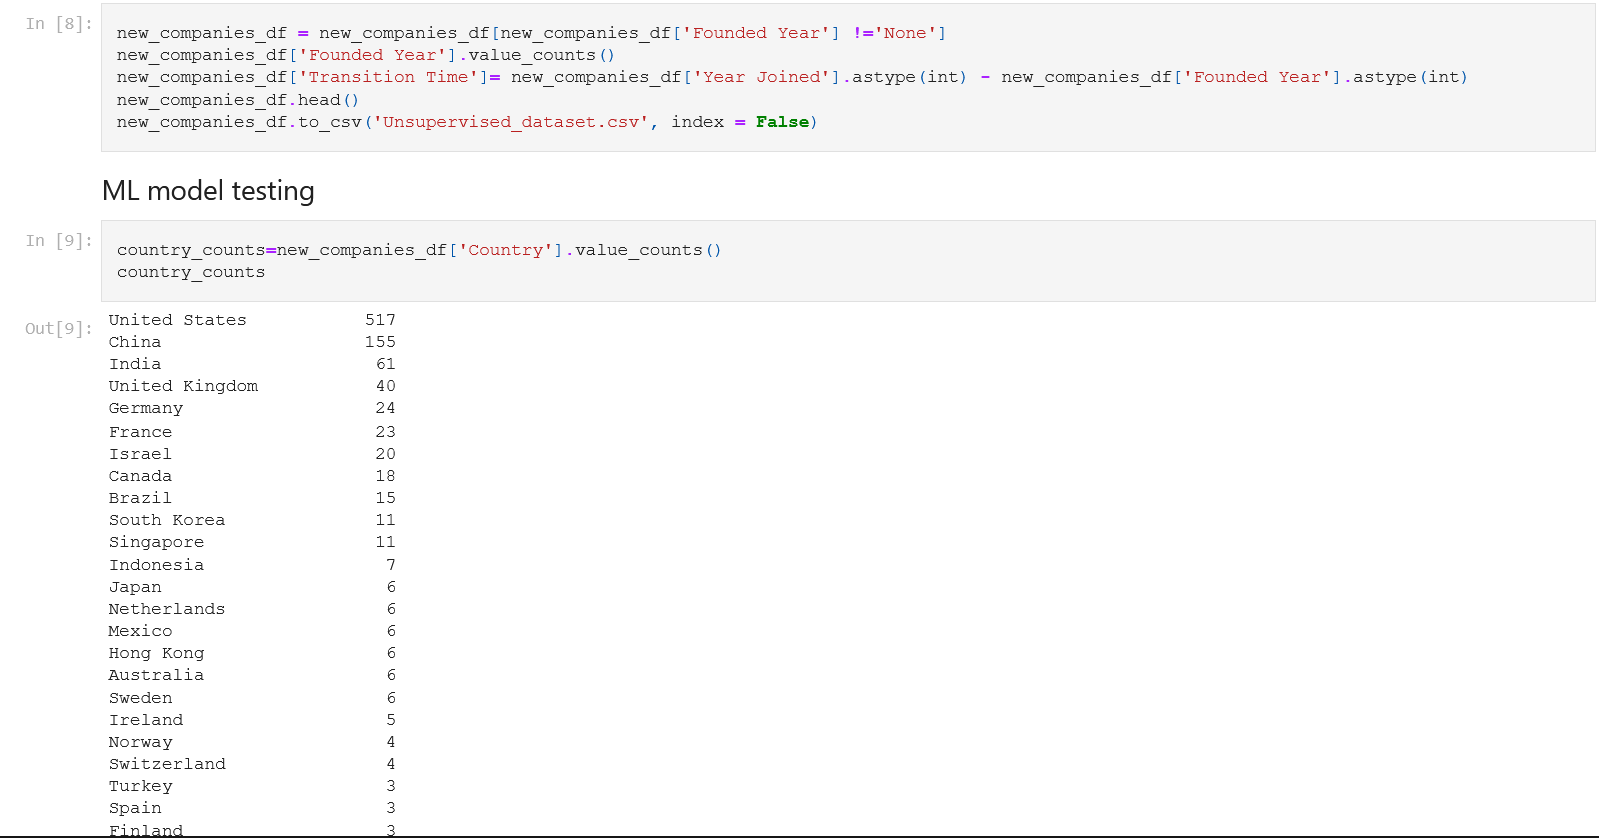 In [8]:
new_companies_df = new_companies_df[new_companies_df['Founded Year'] !='None']
new_companies_df['Founded Year'].value_counts()
new_companies_df['Transition Time']= new_companies_df['Year Joined'].astype(int) - new_companies_df['Founded Year'].astype(int)
new_companies_df.head()
new_companies_df.to_csv('Unsupervised_dataset.csv', index = False)
ML model testing
In [9]:
country_counts=new_companies_df['Country'].value_counts()
country_counts
Out[9]:
United States 517
China 155
India 61
United Kingdom 40
Germany 24
France 23
Israel 20
Canada 18
Brazil 15
South Korea 11
Singapore 11
Indonesia 7
Japan 6
Netherlands 6
Mexico 6
Hong Kong 6
Australia 6
Sweden 6
Ireland 5
Norway 4
Switzerland 4
Turkey 3
Spain 3
Finland 3